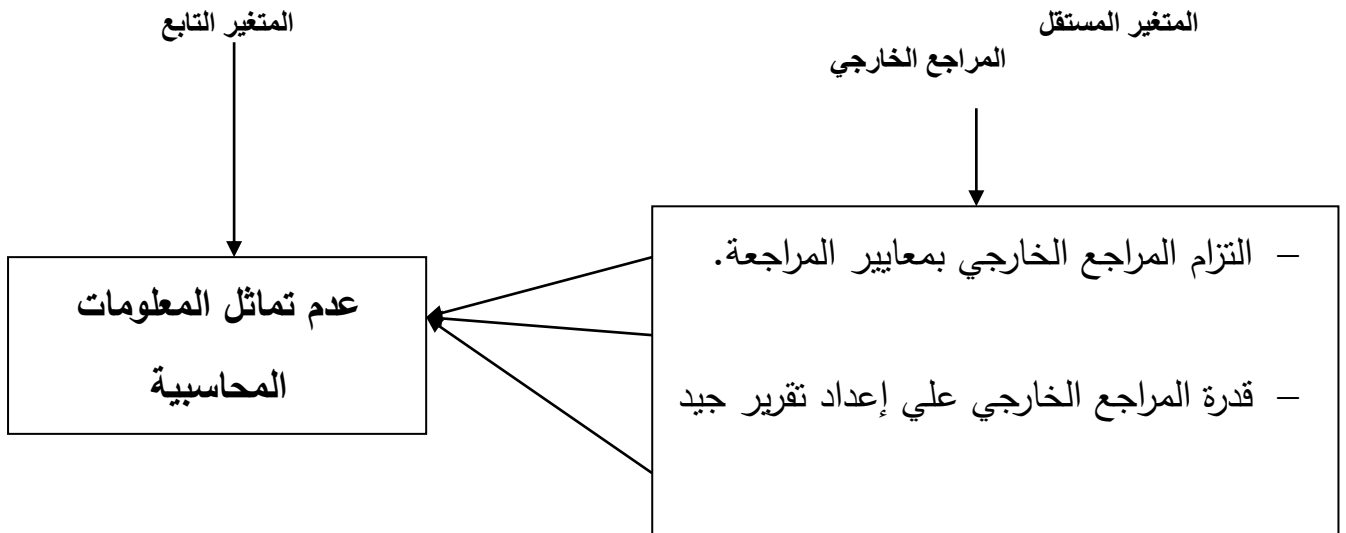 المتغير المستقل
المتغير التابع
المراجع الخارجي
– التزام المراجع الخارجي بمعايير المراجعة.
– قدرة المراجع الخارجي علي إعداد تقرير جيد
عدم تماثل المعلومات
المحاسبية